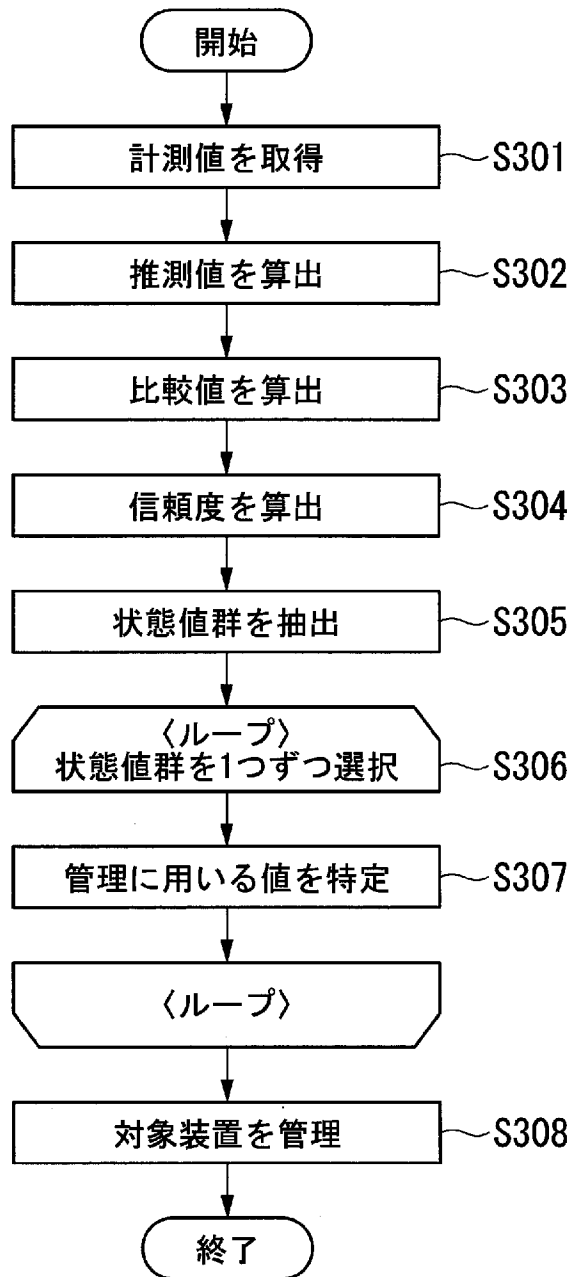 開始
計測値を取得
S301
推測値を算出
S302
比較値を算出
S303
信頼度を算出
S304
状態値群を抽出
S305
〈ループ〉
状態値群を1つずつ選択
S306
管理に用いる値を特定
S307
〈ループ〉
対象装置を管理
S308
終了